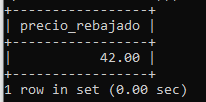 +-----------------+
| precio_rebajado |
+-----------------+
|           42.00 |
+-----------------+
1 row in set (0.00 sec)